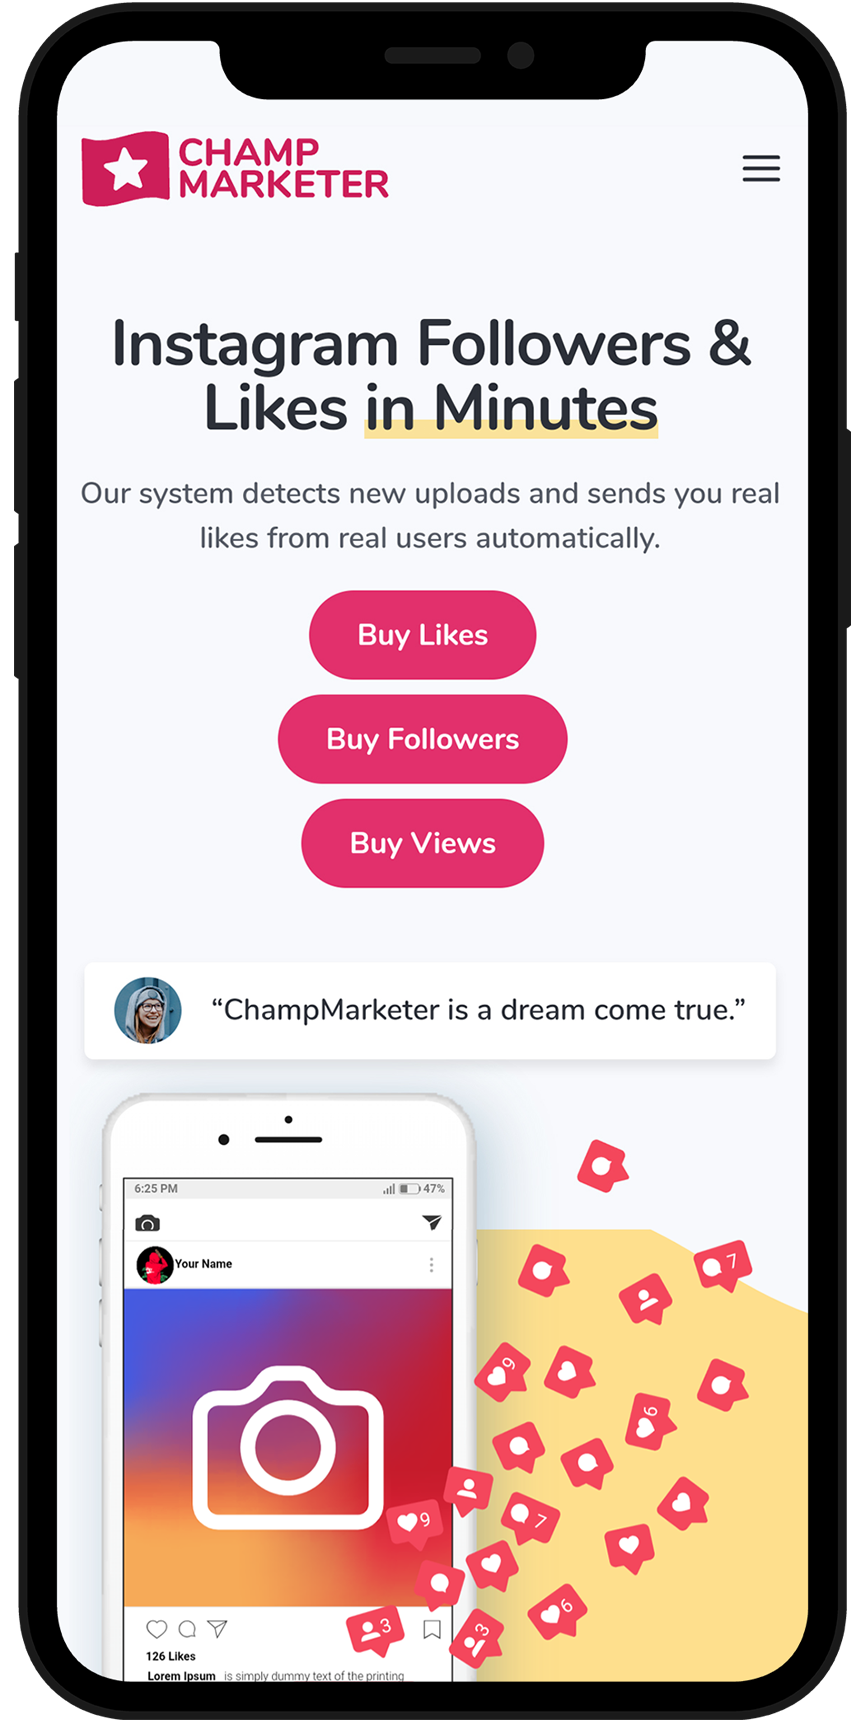 CHAMP
MARKETER
Instagram Followers &
Likes in Minutes
Our system detects new uploads and sends you real
likes from real users automatically.
Buy Likes
Buy Followers
Buy Views
“ChampMarketer is a dream come true.”
6:25 PM 47%
Your Name
7
9
6
7
9
6
3
3
126 Likes
Lorem Ipsum is simply dummy text of the printing